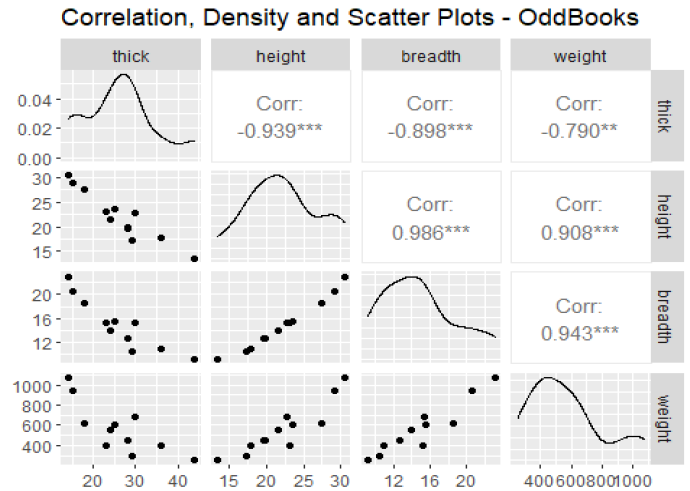 Correlation, Density and Scatter Plots - OddBooks
thick height breadth weight
0.04
0.02
0.00
Corr:
-0.939***
Corr:
-0.898***
Corr:
-0.790**
thick
30
25
20
15
Corr:
0.986***
Corr:
0.908***
height
20
16
12
Corr:
0.943***
breadth
1000
800
600
400
weight
20 30 40 15 20 25 30 12 16 20 400 600 800 1000